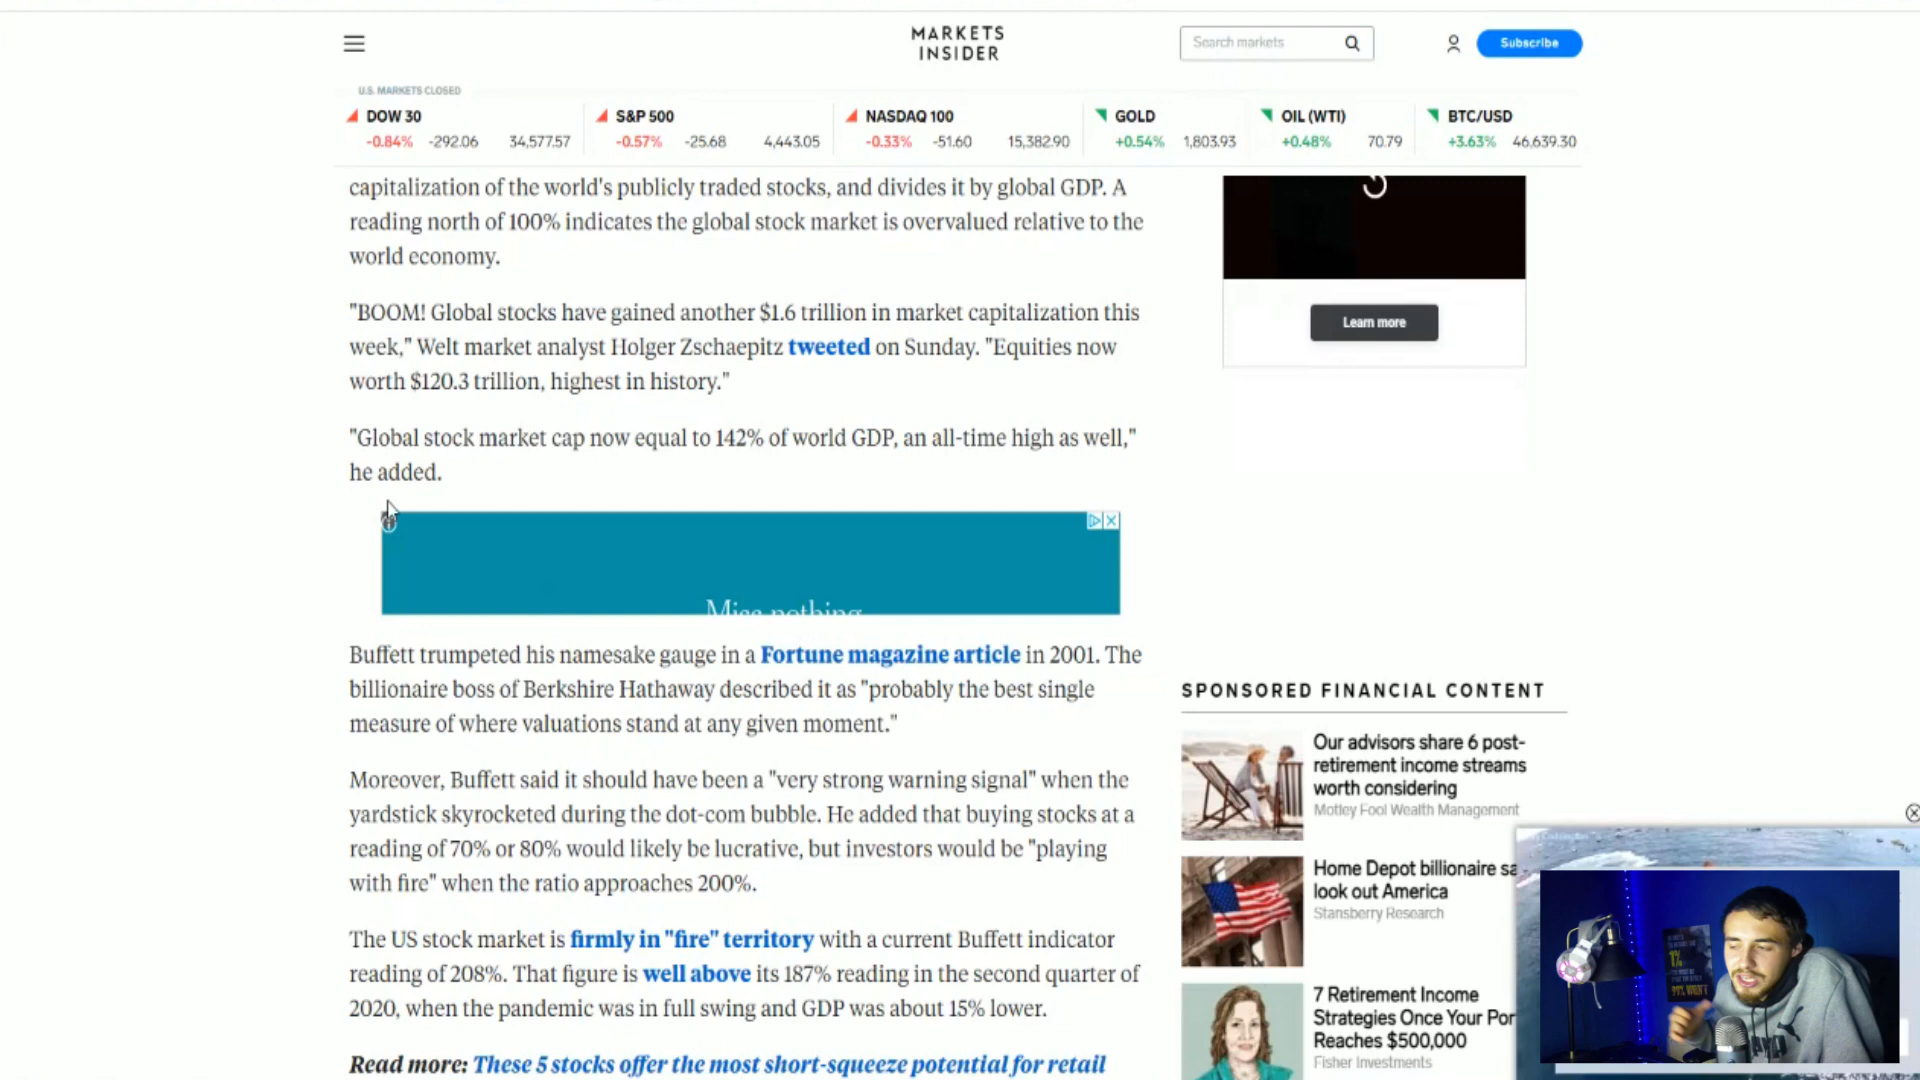 MARKETS
INSIDER
Search markets
Subscribe
U.S. MARKETS CLOSED
DOW 30
-0.84% -292.06 34,577.57
S&P 500
-0.57% -25.68 4,443.05
NASDAQ 100
-0.33% -51.60 15,382.90
GOLD
+0.54% 1,803.93
OIL (WTI)
+0.48% 70.79
BTC/USD
+3.63% 46,639.30
capitalization of the world's publicly traded stocks, and divides it by global GDP. A
reading north of 100% indicates the global stock market is overvalued relative to the
world economy.
"BOOM! Global stocks have gained another $1.6 trillion in market capitalization this
week," Welt market analyst Holger Zschaepitz tweeted on Sunday. "Equities now
worth $120.3 trillion, highest in history."
"Global stock market cap now equal to 142% of world GDP, an all-time high as well,"
he added.
Miss nothing
Buffett trumpeted his namesake gauge in a Fortune magazine article in 2001. The
billionaire boss of Berkshire Hathaway described it as "probably the best single
measure of where valuations stand at any given moment."
Moreover, Buffett said it should have been a "very strong warning signal" when the
yardstick skyrocketed during the dot-com bubble. He added that buying stocks at a
reading of 70% or 80% would likely be lucrative, but investors would be "playing
with fire" when the ratio approaches 200%.
The US stock market is firmly in "fire" territory with a current Buffett indicator
reading of 208%. That figure is well above its 187% reading in the second quarter of
2020, when the pandemic was in full swing and GDP was about 15% lower.
Read more: These 5 stocks offer the most short-squeeze potential for retail
Learn more
SPONSORED FINANCIAL CONTENT
Our advisors share 6 post-
retirement income streams
worth considering
Motley Fool Wealth Management
Home Depot billionaire sa
look out America
Stansberry Research
7 Retirement Income
Strategies Once Your Por
Reaches $500,000
Fisher Investments
1%
99% WON'T